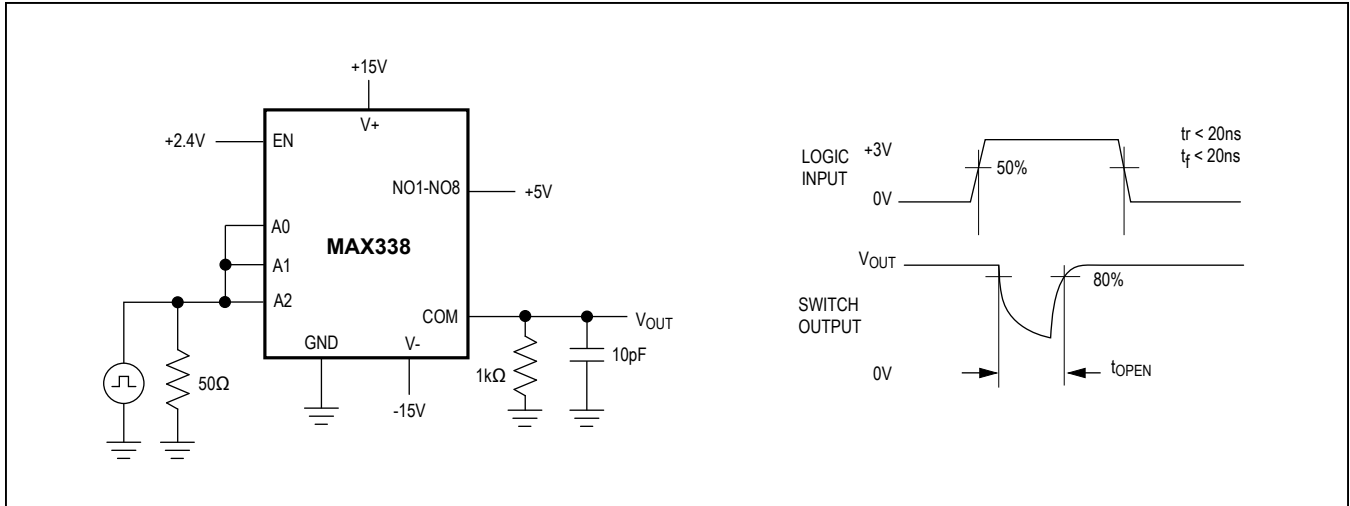 +15V
V+
+2.4V
EN
NO1-NO8
+5V
A0
MAX338
A1
A2
COM
VOUT
GND
V-
50Ω
1kΩ
10pF
-15V
LOGIC
INPUT
+3V
50%
0V
tr < 20ns
tf < 20ns
VOUT
80%
SWITCH
OUTPUT
0V
tOPEN